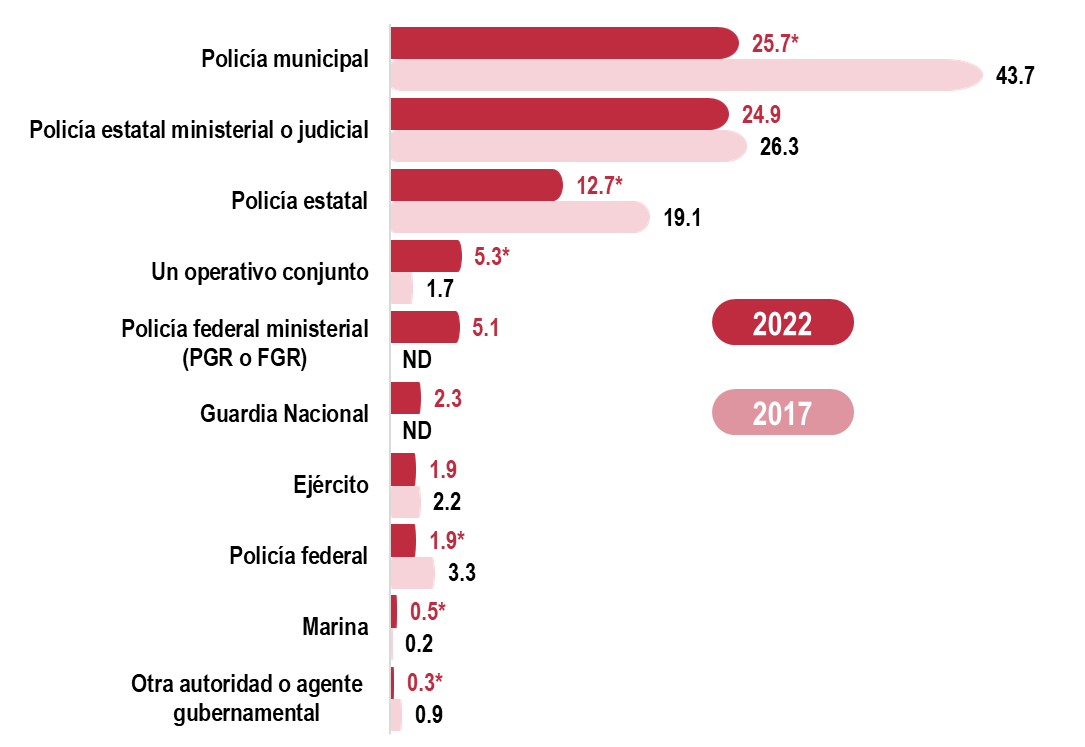 Policía municipal
25.7*
43.7
Policía estatal ministerial o judicial
24.9
26.3
Policía estatal
12.7*
19.1
Un operativo conjunto
5.3*
1.7
Policía federal ministerial
(PGR o FGR)
5.1
ND
2022
Guardia Nacional
2.3
ND
2017
Ejército
1.9
2.2
Policía federal
1.9*
3.3
Marina
0.5*
0.2
Otra autoridad o agente
gubernamental
0.3*
0.9